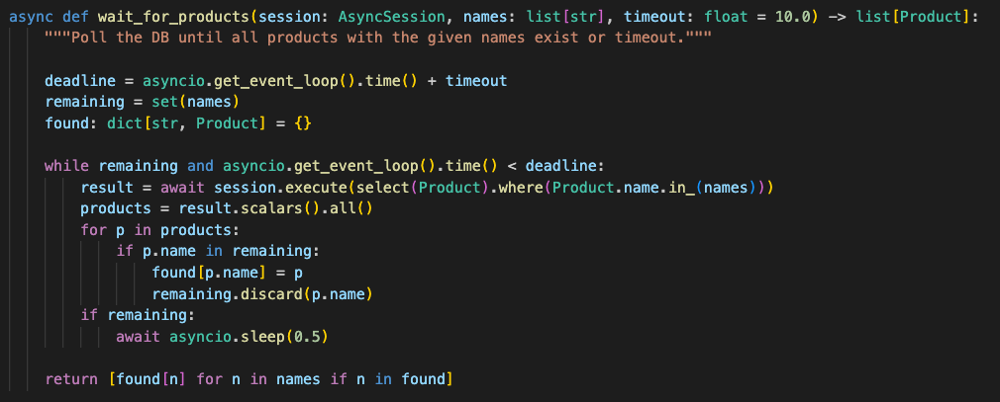 async def wait_for_products(session: AsyncSession, names: list[str], timeout: float = 10.0) -> list[Product]:
    """Poll the DB until all products with the given names exist or timeout."""

    deadline = asyncio.get_event_loop().time() + timeout
    remaining = set(names)
    found: dict[str, Product] = {}

    while remaining and asyncio.get_event_loop().time() < deadline:
        result = await session.execute(select(Product).where(Product.name.in_(names)))
        products = result.scalars().all()
        for p in products:
            if p.name in remaining:
                found[p.name] = p
                remaining.discard(p.name)
        if remaining:
            await asyncio.sleep(0.5)

    return [found[n] for n in names if n in found]